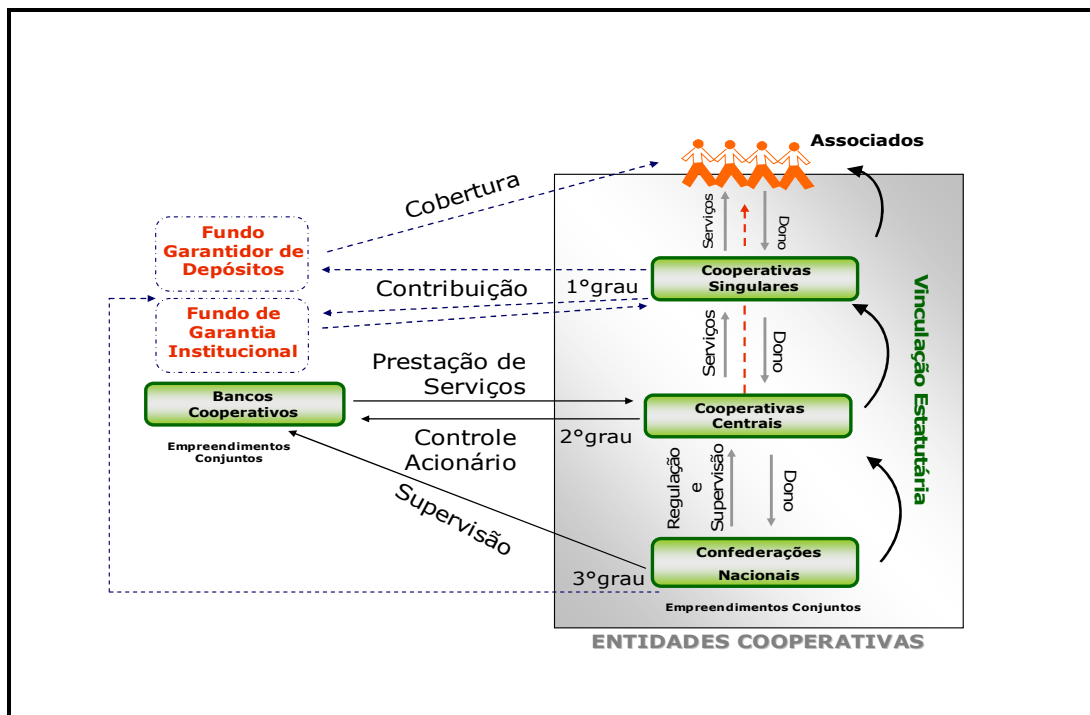 Associados
Cobertura
Serviços
Dono
Fundo
Garantidor de
Depósitos
Cooperativas
Singulares
1°grau
Contribuição
Fundo de
Garantia
Institucional
Serviços
Dono
Vinculação Estatutária
Prestação de
Serviços
Bancos
Cooperativos
Cooperativas
Centrais
2°grau
Controle
Acionário
Empreendimentos
Conjuntos
Regulação
e
Supervisão
Dono
Supervisão
Confederações
Nacionais
3°grau
Empreendimentos Conjuntos
ENTIDADES COOPERATIVAS